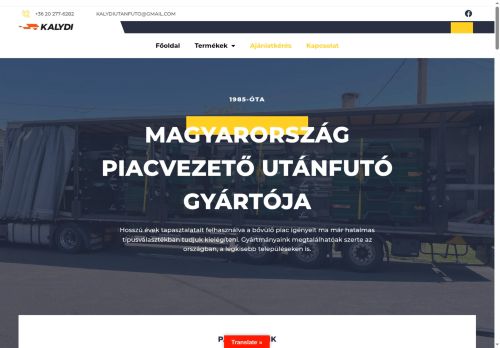 +36 20 277-6282
KALYDIUTANFUTO@GMAIL.COM
KALYDI
Főoldal
Termékek
Ajánlatkérés
Kapcsolat
1985-ÓTA
MAGYARORSZÁG
PIACVEZETŐ UTÁNFUTÓ
GYÁRTÓJA
Hosszú évek tapasztalatait felhasználva a bővülő piac igényeit ma már hatalmas
típusválasztékban tudjuk kielégíteni. Gyártmányaink megtalálhatóak szerte az
országban, a legkisebb településeken is.
Translate »